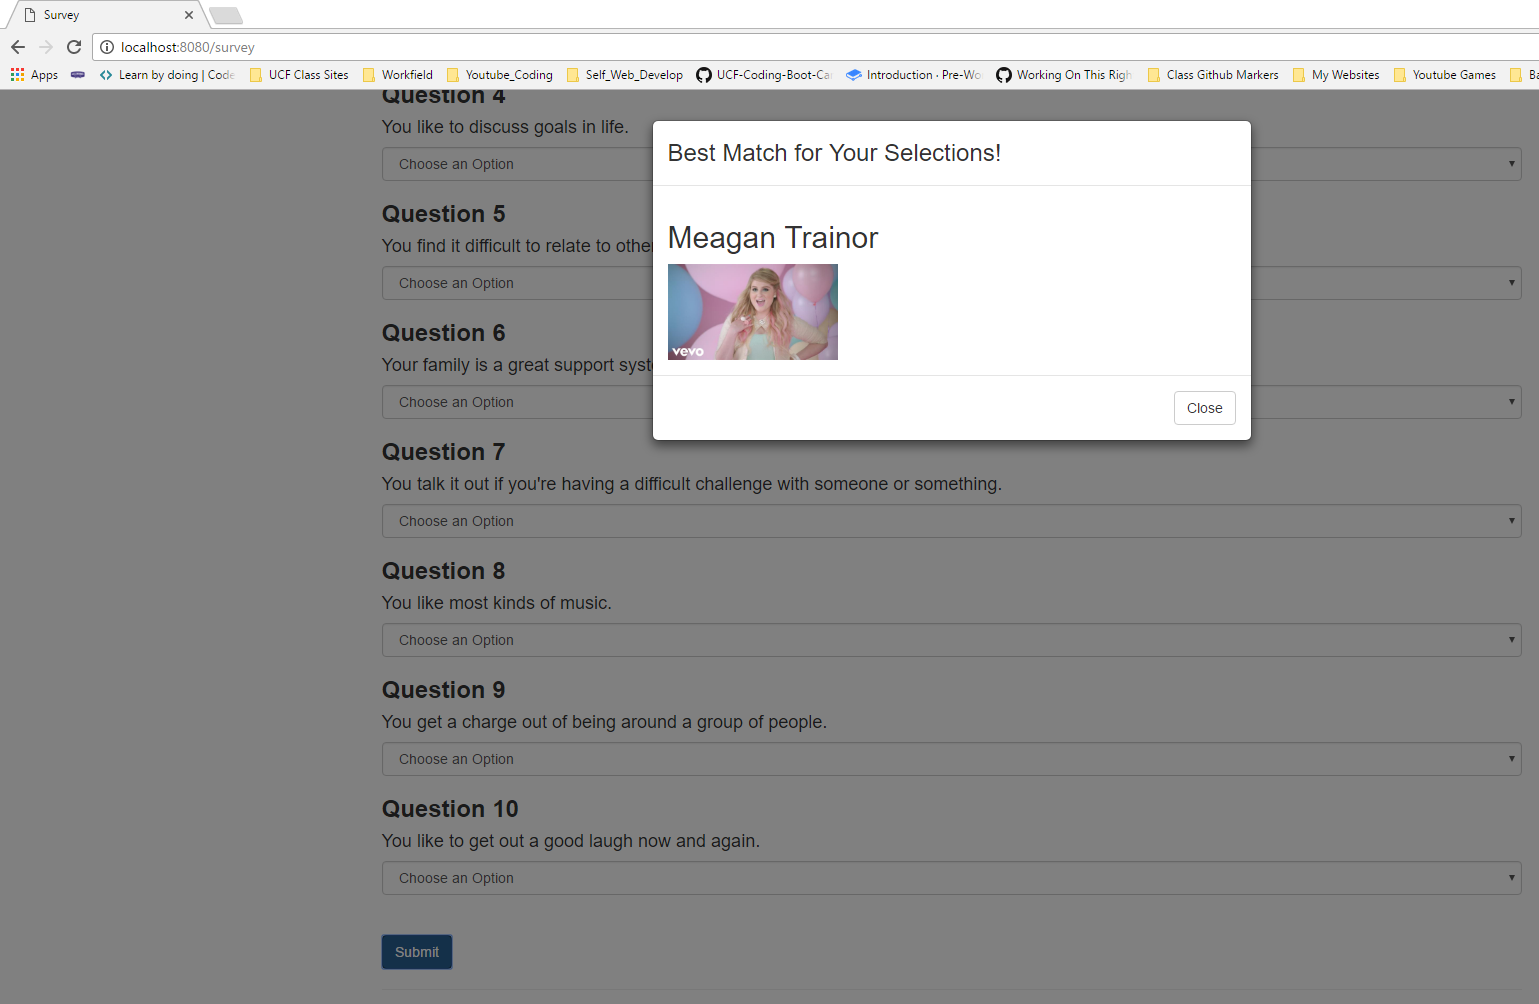 Survey
localhost:8080/survey
Apps
Learn by doing | Code
UCF Class Sites
Workfield
Youtube_Coding
Self_Web_Develop
UCF-Coding-Boot-Ca
Introduction · Pre-Wo
Working On This Righ
Class Github Markers
My Websites
Youtube Games
Ba
Question 4
You like to discuss goals in life.
Choose an Option
Question 5
You find it difficult to relate to othe
Choose an Option
Question 6
Your family is a great support syst
Choose an Option
Question 7
You talk it out if you're having a difficult challenge with someone or something.
Choose an Option
Question 8
You like most kinds of music.
Choose an Option
Question 9
You get a charge out of being around a group of people.
Choose an Option
Question 10
You like to get out a good laugh now and again.
Choose an Option
Submit
Best Match for Your Selections!
Meagan Trainor
vevo
Close